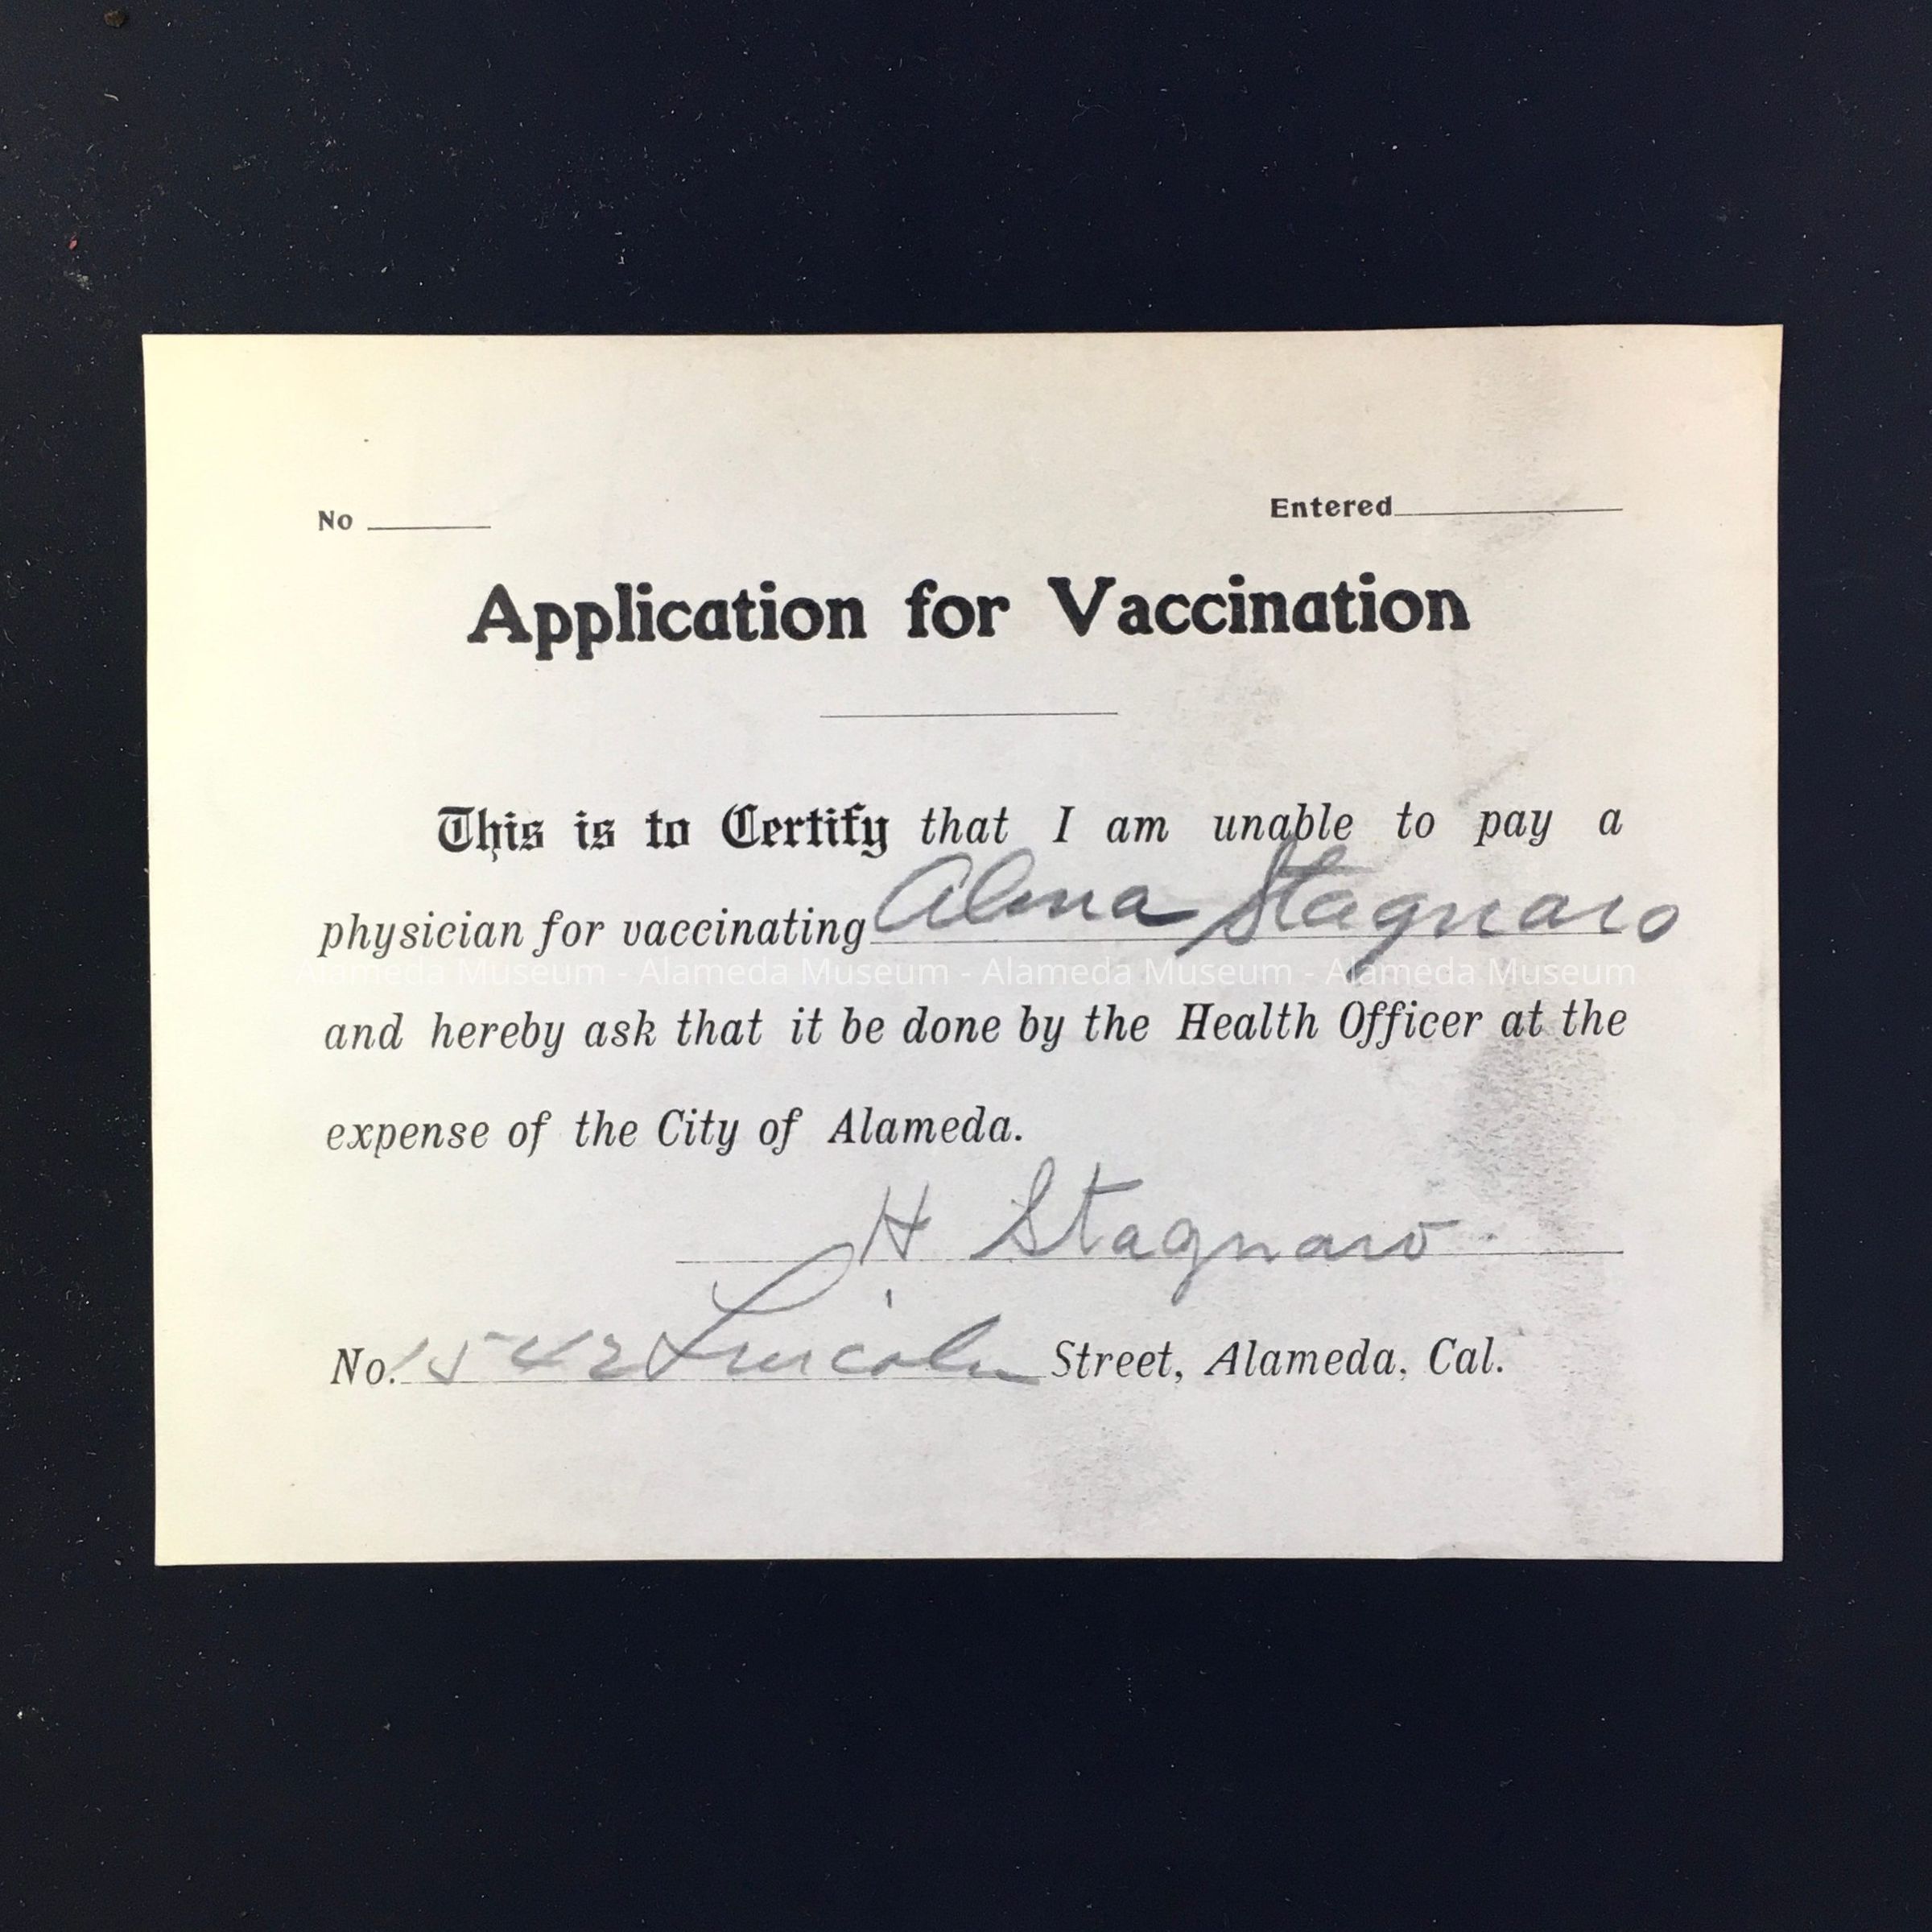 No
Entered
Application for Vaccination
This is to Certify that I am unable to pay a
physician for vaccinating Alma Stagnaro
Alameda Museum - Alameda Museum - Alameda Museum - Alameda Museum
and hereby ask that it be done by the Health Officer at the
expense of the City of Alameda.
H Stagnaro
No. 1542 Lincoln Street, Alameda, Cal.